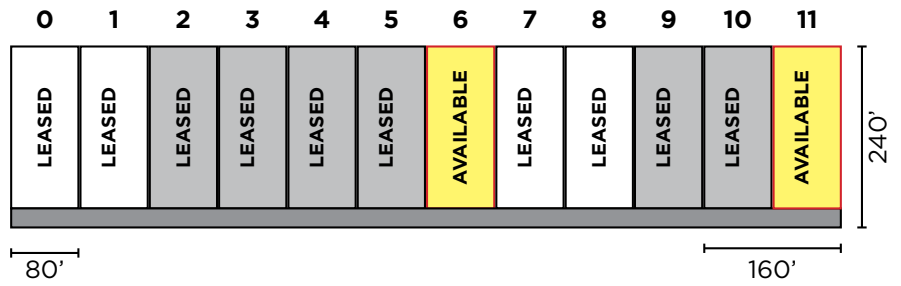 0 1 2 3 4 5 6 7 8 9 10 11
LEASED LEASED LEASED LEASED LEASED LEASED AVAILABLE LEASED LEASED LEASED LEASED AVAILABLE
240’
80’ 160’